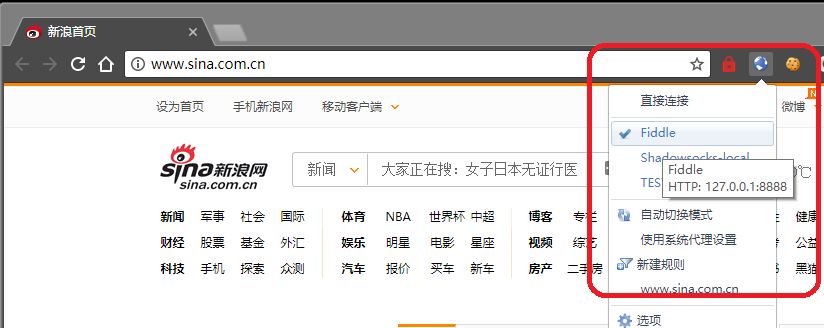 新浪首页
www.sina.com.cn
设为首页 手机新浪网 移动客户端 微博
直接连接
Fiddle
Shadowsocks-local
TES
Fiddle
HTTP: 127.0.0.1:8888
自动切换模式
使用系统代理设置
新建规则
www.sina.com.cn
选项
sina新浪网
sina.com.cn
新闻 大家正在搜：女子日本无证行医
新闻 军事 社会 国际 体育 NBA 世界杯 中超 博客 专栏 健康
财经 股票 基金 外汇 娱乐 明星 电影 星座 视频 综艺 公益
科技 手机 探索 众测 汽车 报价 买车 新车 房产 二手房 黑猫